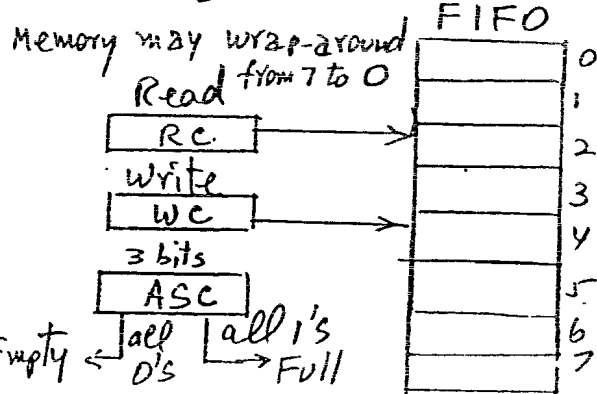 FIFO
Memory may wrap-around
from 7 to 0
Read
RC.
Write
WC
3 bits
ASC
Empty all 0's
all 1's Full
0
1
2
3
4
5
6
7